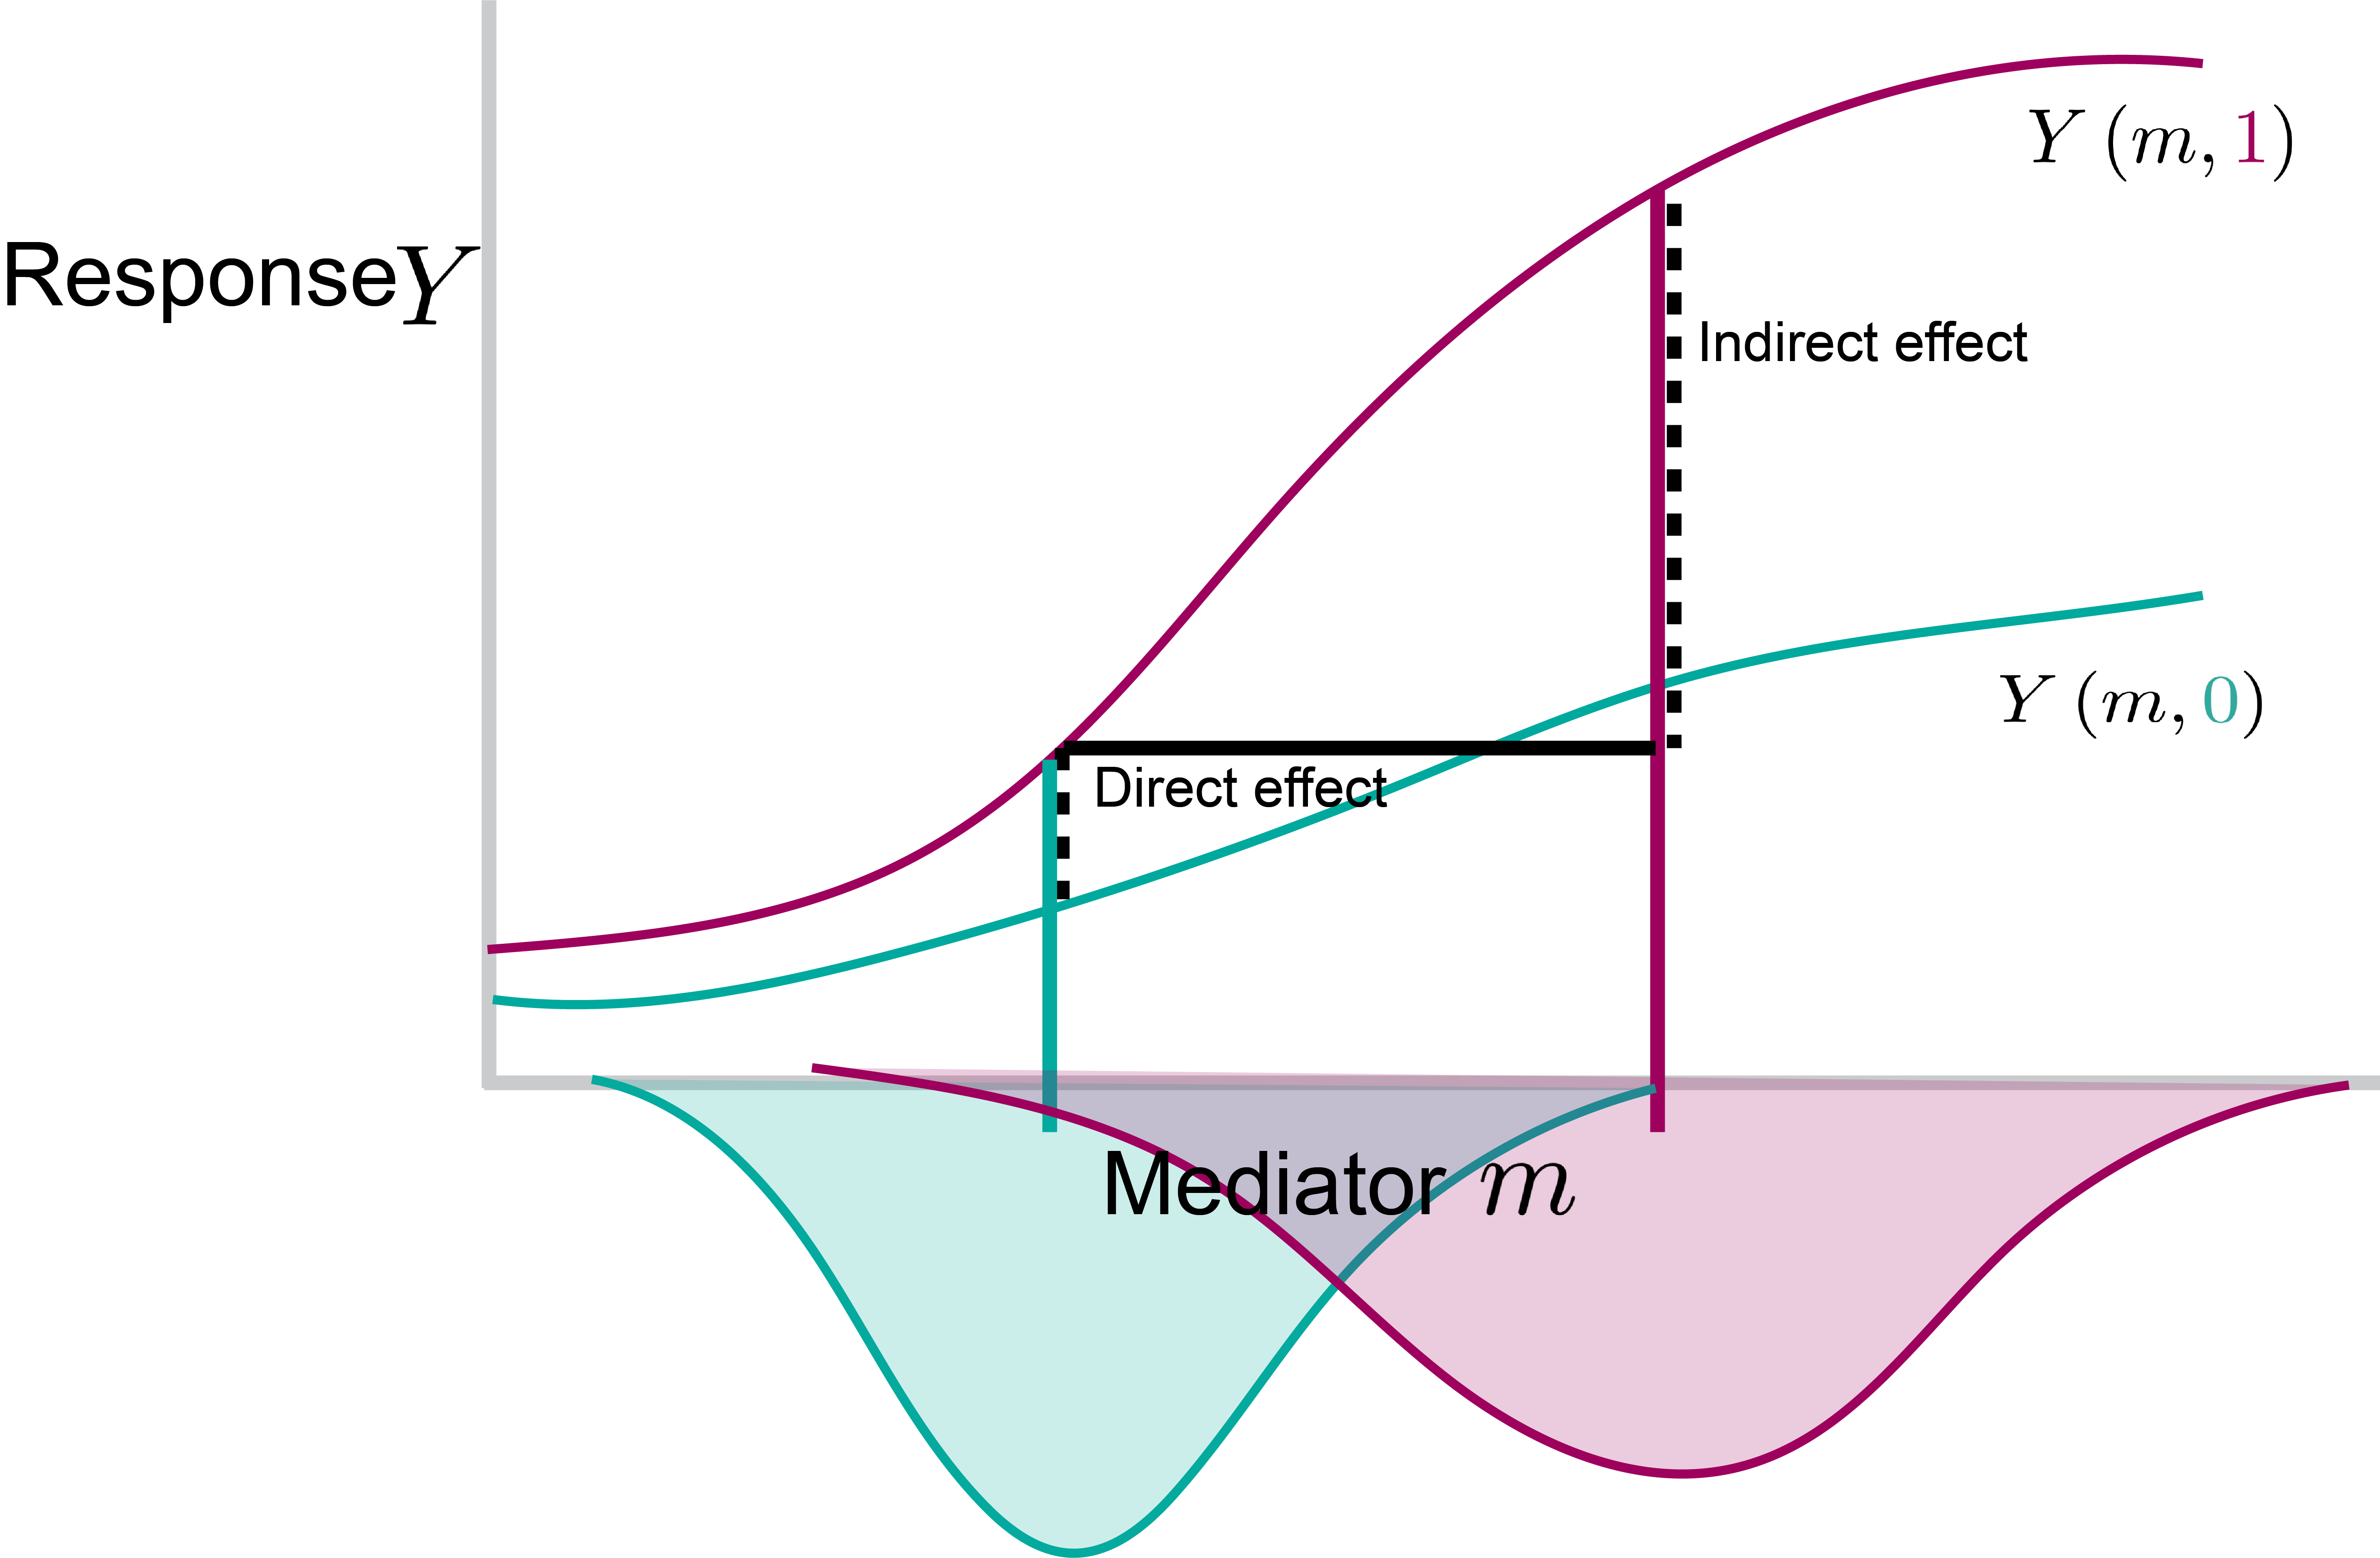 Y (m, 1)
Response Y
Indirect effect
Y (m, 0)
Direct effect
Mediator m